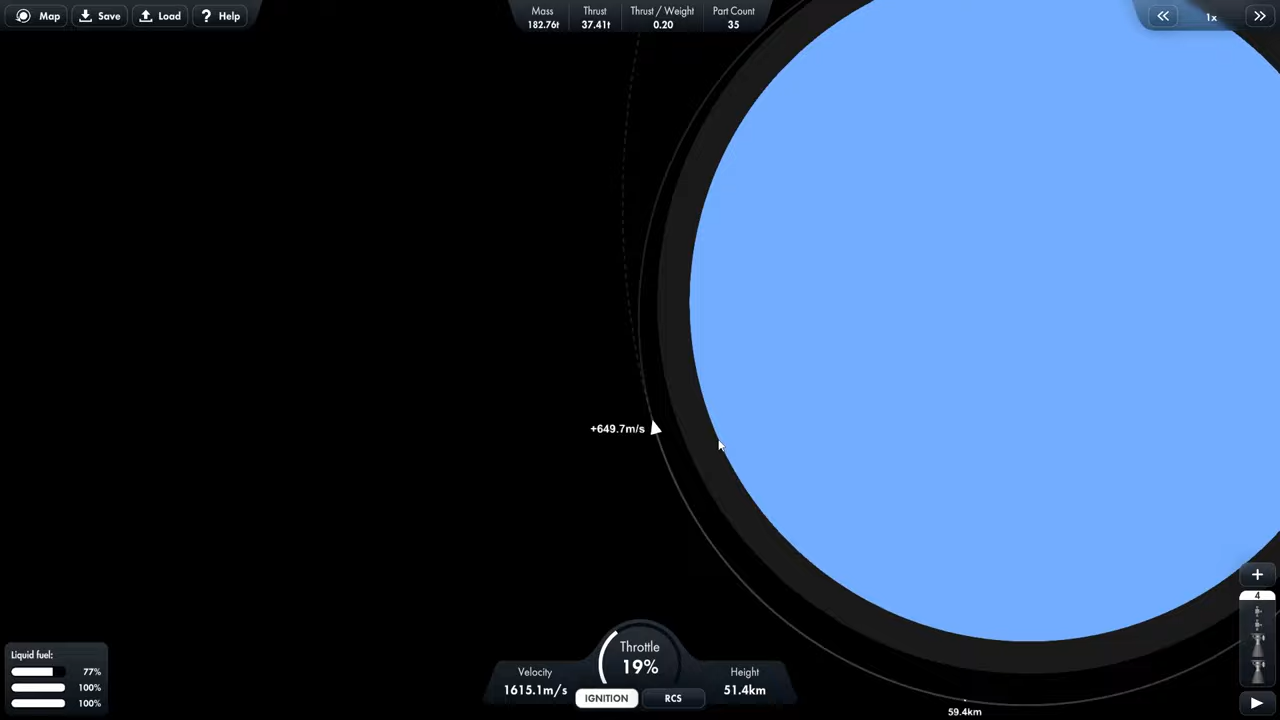 Map
Save
Load
? Help
Mass
182.76t
Thrust
37.41t
Thrust / Weight
0.20
Part Count
35
1x
+649.7m/s
59.4km
+
4
Liquid fuel:
77%
100%
100%
Throttle
19%
Velocity
1615.1m/s
Height
51.4km
IGNITION
RCS